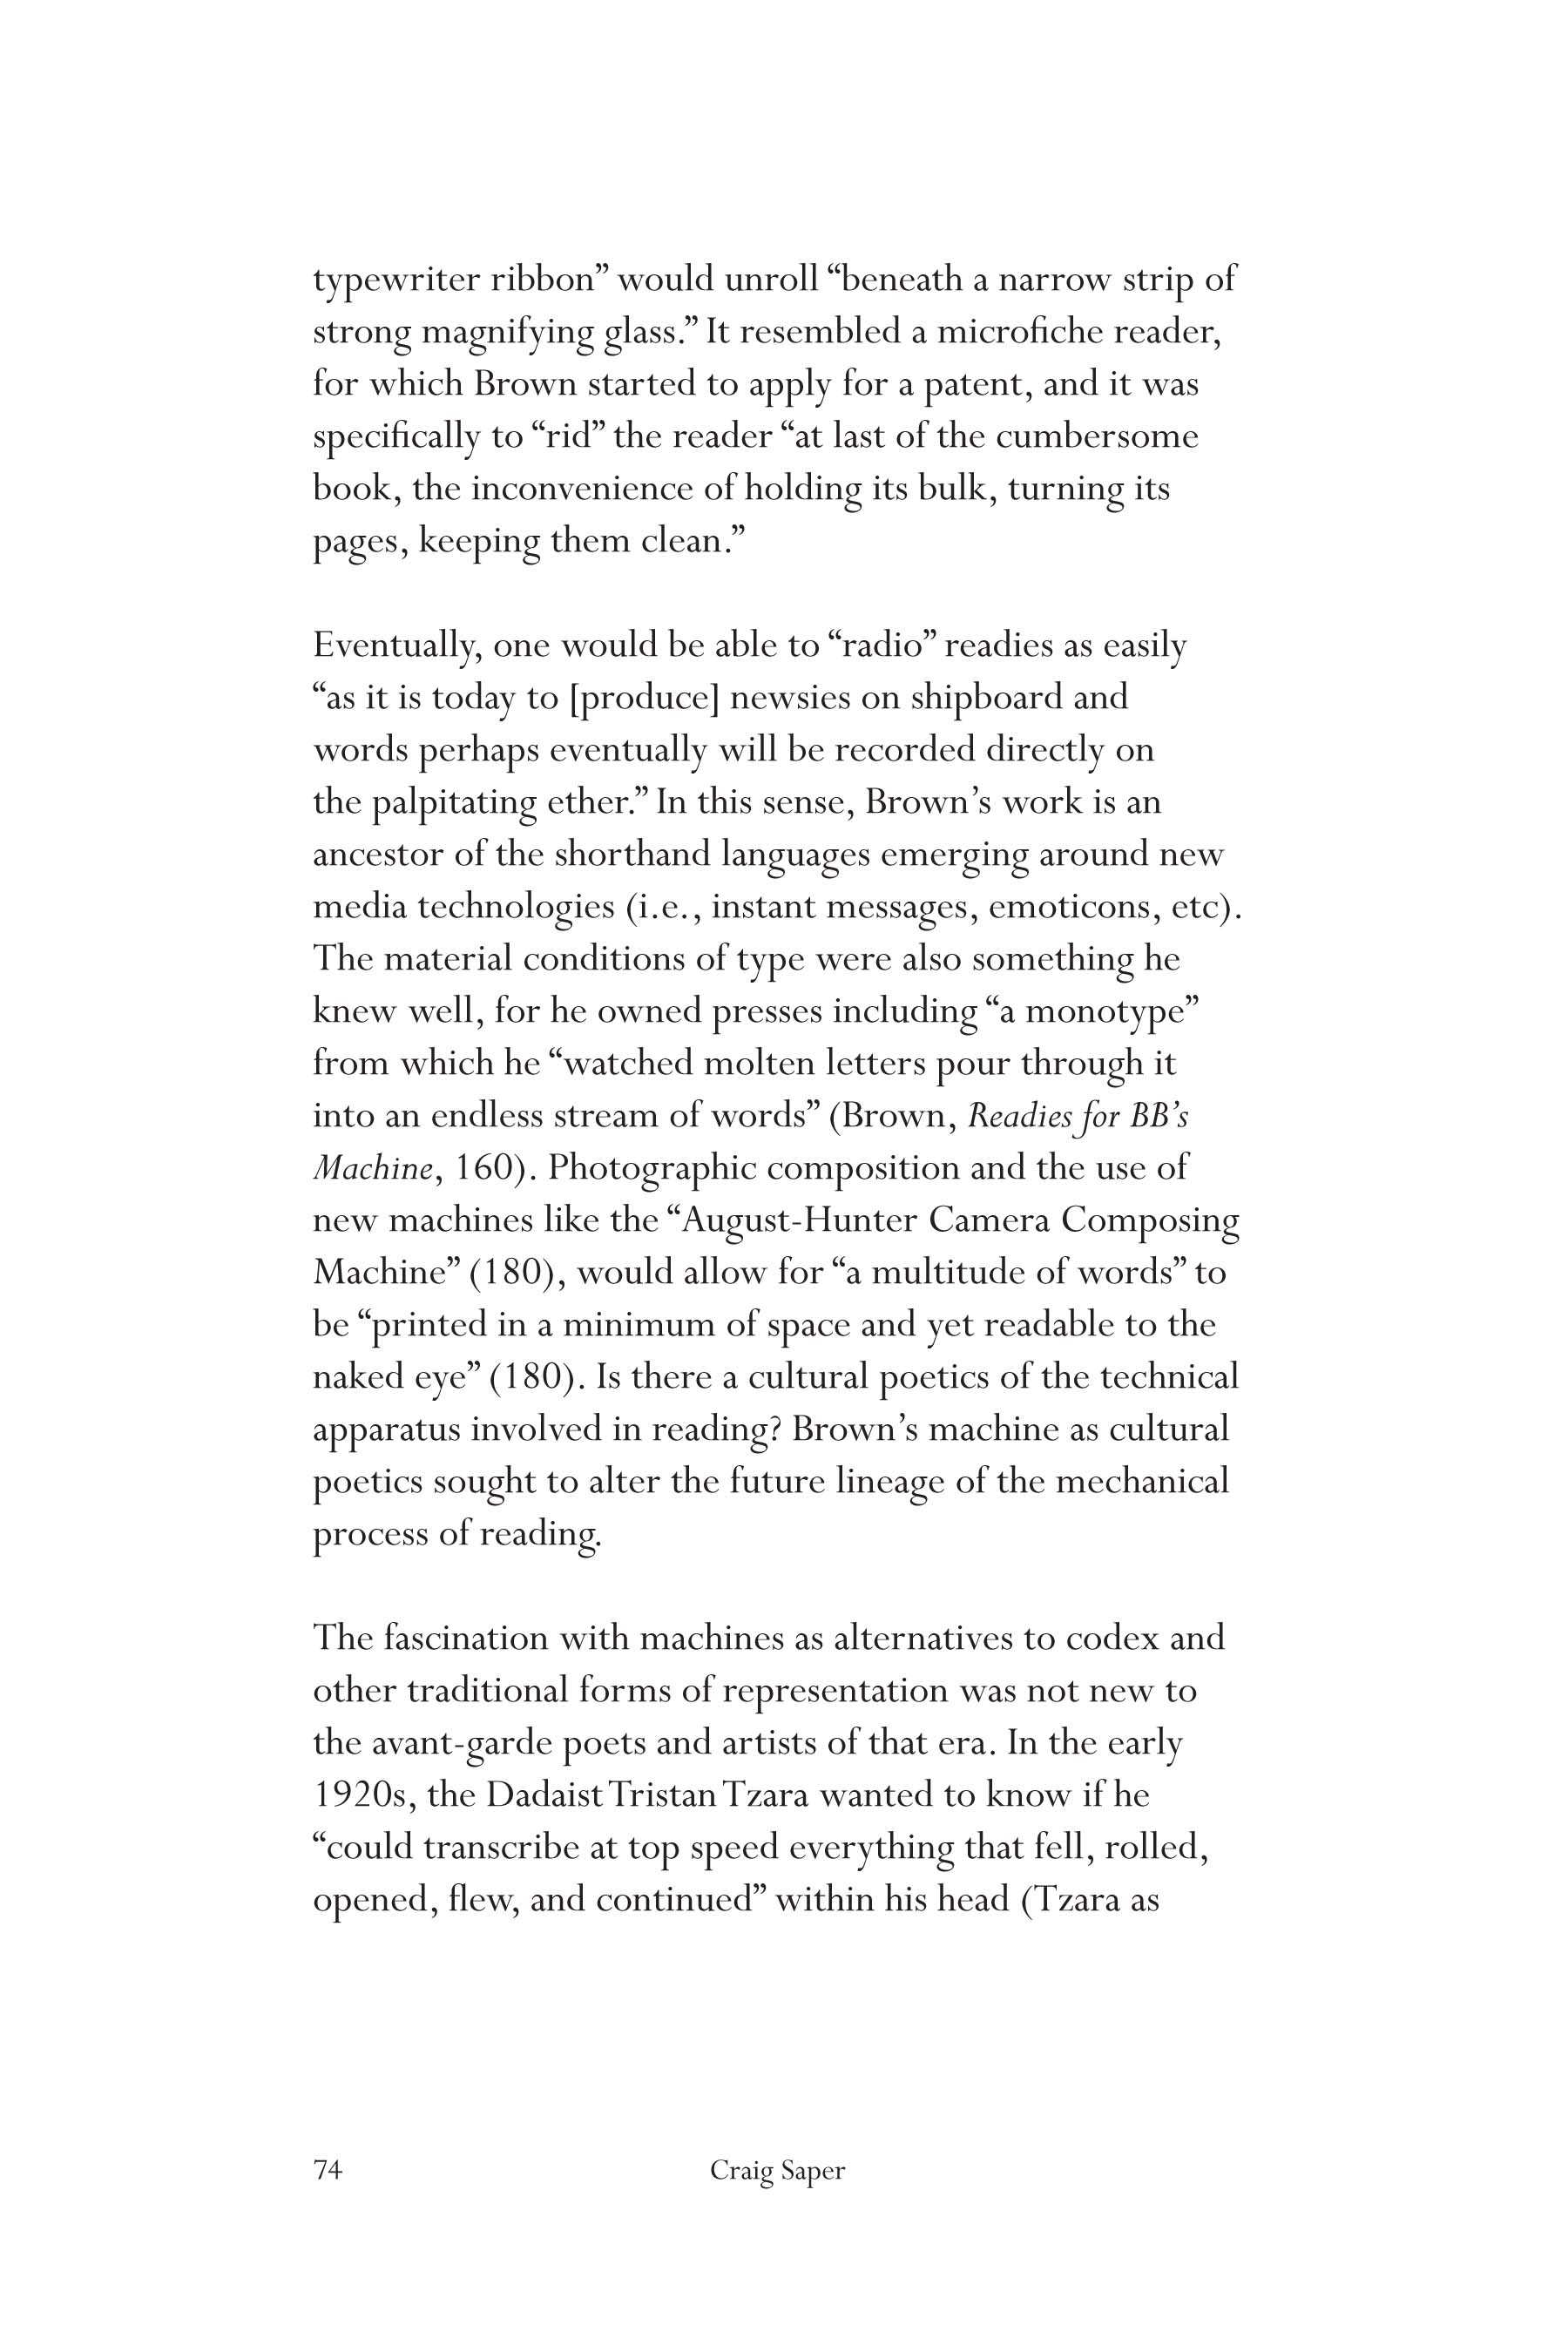 typewriter ribbon” would unroll “beneath a narrow strip of
strong magnifying glass.” It resembled a microfiche reader,
for which Brown started to apply for a patent, and it was
specifically to “rid” the reader “at last of the cumbersome
book, the inconvenience of holding its bulk, turning its
pages, keeping them clean.”
Eventually, one would be able to “radio” readies as easily
“as it is today to [produce] newsies on shipboard and
words perhaps eventually will be recorded directly on
the palpitating ether.” In this sense, Brown’s work is an
ancestor of the shorthand languages emerging around new
media technologies (i.e., instant messages, emoticons, etc).
The material conditions of type were also something he
knew well, for he owned presses including “a monotype”
from which he “watched molten letters pour through it
into an endless stream of words” (Brown, Readies for BB’s
Machine, 160). Photographic composition and the use of
new machines like the “August-Hunter Camera Composing
Machine” (180), would allow for “a multitude of words” to
be “printed in a minimum of space and yet readable to the
naked eye” (180). Is there a cultural poetics of the technical
apparatus involved in reading? Brown’s machine as cultural
poetics sought to alter the future lineage of the mechanical
process of reading.
The fascination with machines as alternatives to codex and
other traditional forms of representation was not new to
the avant-garde poets and artists of that era. In the early
1920s, the Dadaist Tristan Tzara wanted to know if he
“could transcribe at top speed everything that fell, rolled,
opened, flew, and continued” within his head (Tzara as
74 Craig Saper